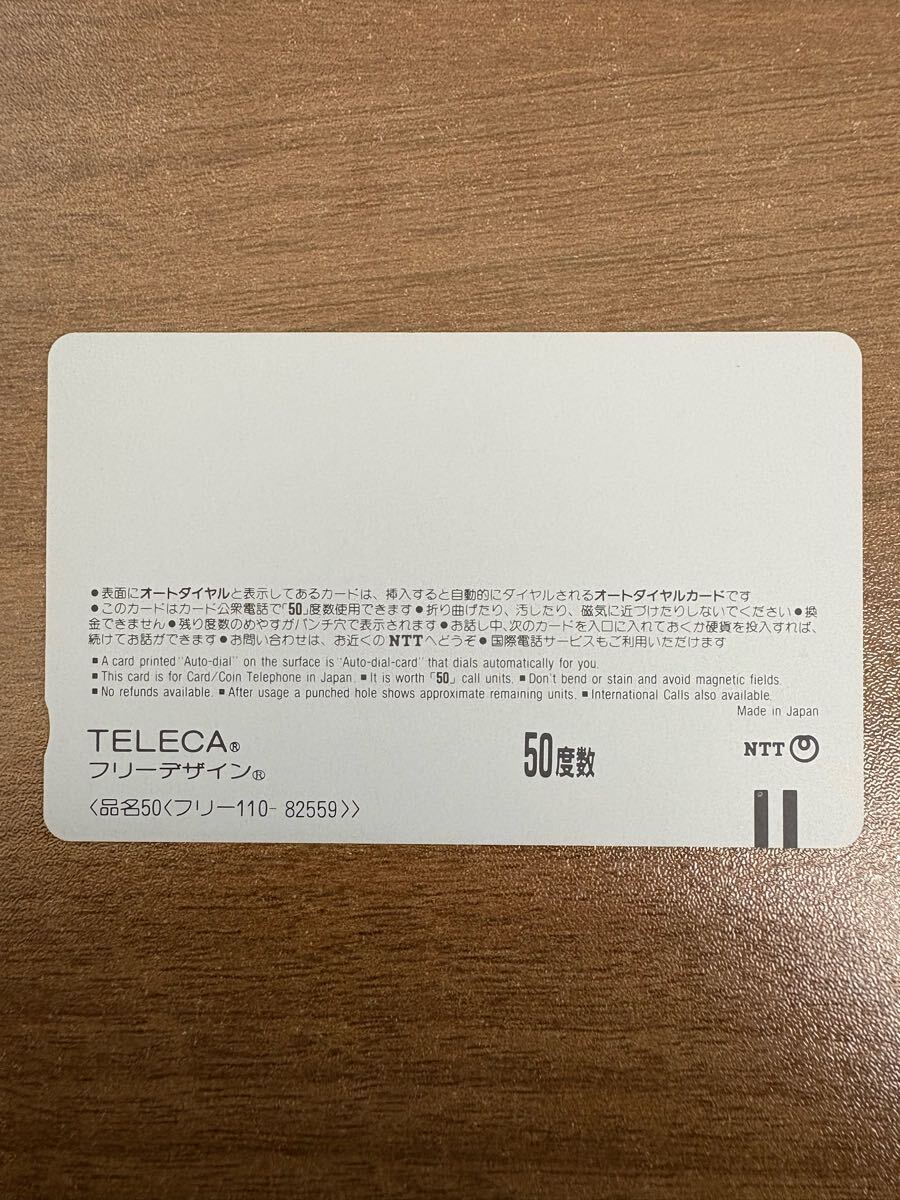 ●表面にオートダイヤルと表示してあるカードは、挿入すると自動的にダイヤルされるオートダイヤルカードです
●このカードはカード公衆電話で「50」度数使用できます●折り曲げたり、汚したり、磁気に近づけたりしないでください●換
金できません●残り度数のめやすがパンチ穴で表示されます●お話し中、次のカードを入口に入れておくか硬貨を投入すれば、
続けてお話ができます●お問い合わせは、お近くのNTTへどうぞ●国際電話サービスもご利用いただけます
■A card printed "Auto-dial" on the surface is "Auto-dial-card" that dials automatically for you.
■This card is for Card/Coin Telephone in Japan. ■It is worth「50」call units. ■Don't bend or stain and avoid magnetic fields.
■No refunds available. ■After usage a punched hole shows approximate remaining units. ■International Calls also available.
Made in Japan
TELECA®
フリーデザイン®
50度数
NTT
〈品名50〈フリー110- 82559〉〉